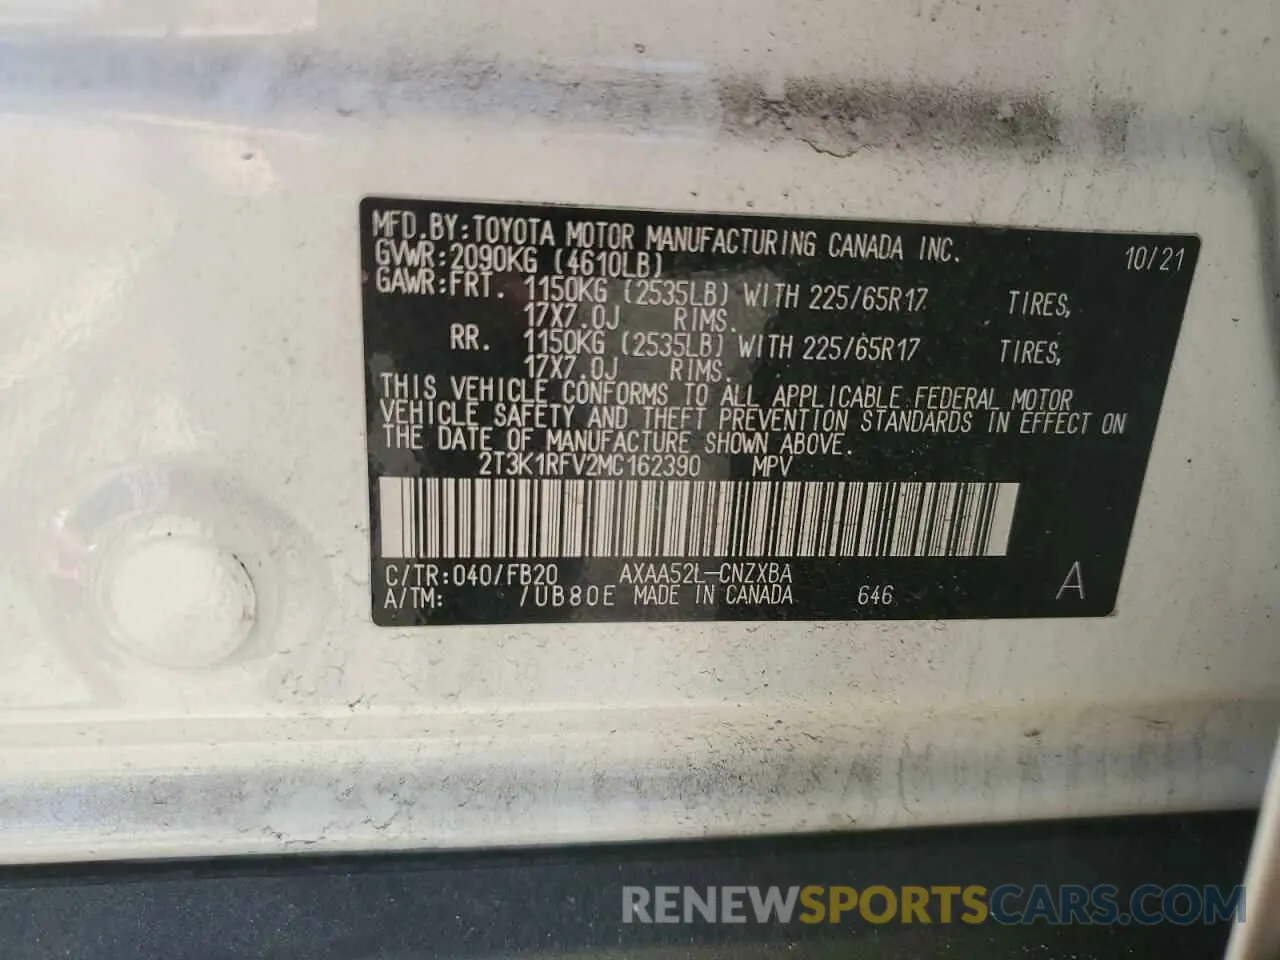 MFD.BY:TOYOTA MOTOR MANUFACTURING CANADA INC. 10/21
GVWR:2090KG (4610LB)
GAWR:FRT. 1150KG (2535LB) WITH 225/65R17 TIRES,
17X7.0J RIMS.
RR. 1150KG (2535LB) WITH 225/65R17 TIRES,
17X7.0J RIMS.
THIS VEHICLE CONFORMS TO ALL APPLICABLE FEDERAL MOTOR
VEHICLE SAFETY AND THEFT PREVENTION STANDARDS IN EFFECT ON
THE DATE OF MANUFACTURE SHOWN ABOVE.
2T3K1RFV2MC162390 MPV
C/TR:040/FB20 AXAA52L-CNZXBA A
A/TM: /UB80E MADE IN CANADA 646
RENEWSPORTSCARS.COM